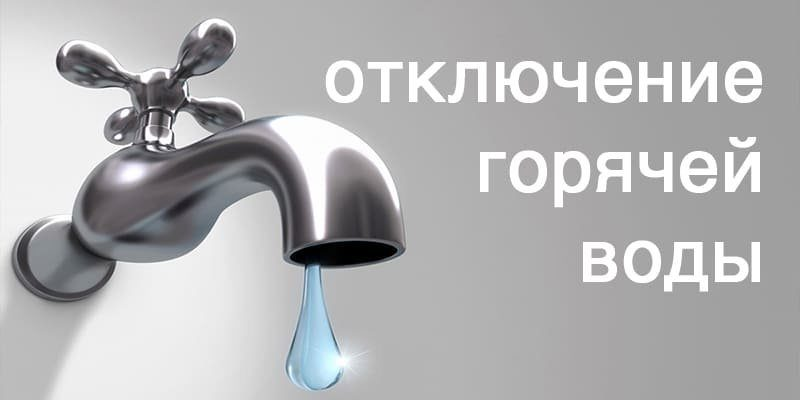 отключение
горячей
воды